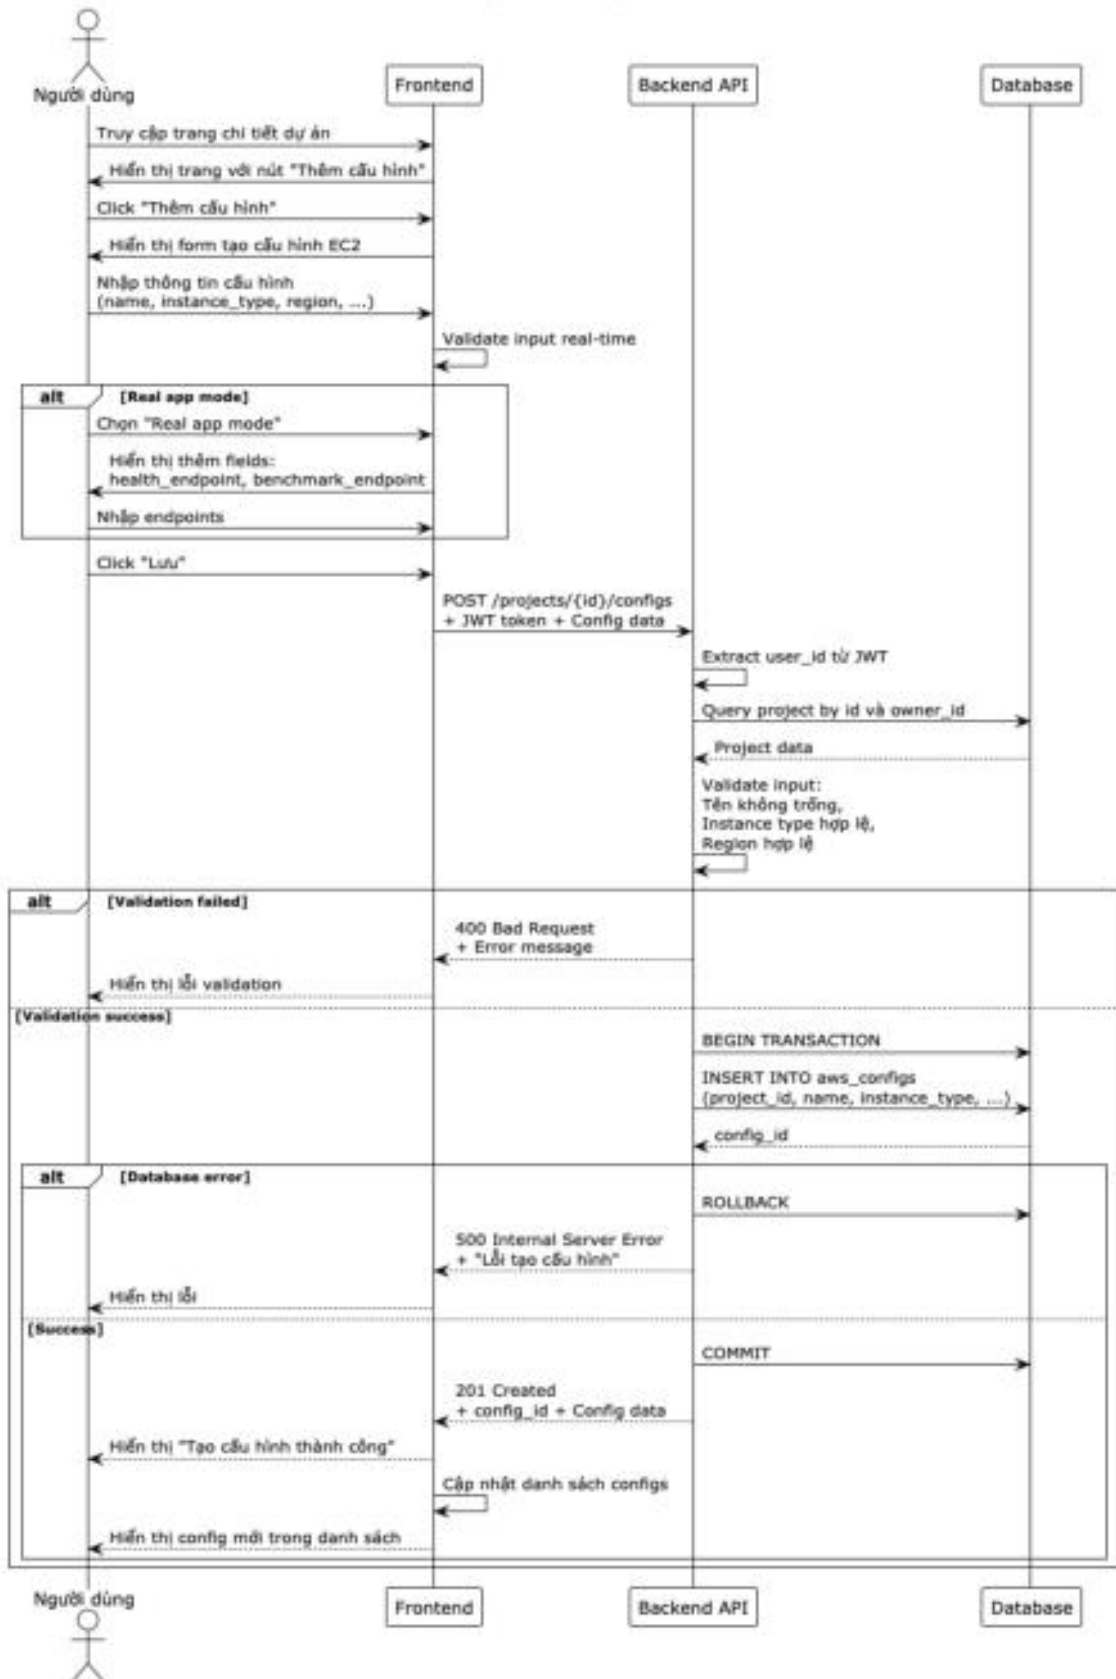 Người dùng
Frontend
Backend API
Database
Truy cập trang chi tiết dự án
Hiển thị trang với nút "Thêm cấu hình"
Click "Thêm cấu hình"
Hiển thị form tạo cấu hình EC2
Nhập thông tin cấu hình
(name, instance_type, region, ...)
Validate input real-time
alt
[Real app mode]
Chọn "Real app mode"
Hiển thị thêm fields:
health_endpoint, benchmark_endpoint
Nhập endpoints
Click "Lưu"
POST /projects/{id}/configs
+ JWT token + Config data
Extract user_id từ JWT
Query project by id và owner_id
Project data
Validate input:
Tên không trống,
Instance type hợp lệ,
Region hợp lệ
alt
[Validation failed]
400 Bad Request
+ Error message
Hiển thị lỗi validation
[Validation success]
BEGIN TRANSACTION
INSERT INTO aws_configs
(project_id, name, instance_type, ...)
config_id
alt
[Database error]
ROLLBACK
500 Internal Server Error
+ "Lỗi tạo cấu hình"
Hiển thị lỗi
[Success]
COMMIT
201 Created
+ config_id + Config data
Hiển thị "Tạo cấu hình thành công"
Cập nhật danh sách configs
Hiển thị config mới trong danh sách
Người dùng
Frontend
Backend API
Database